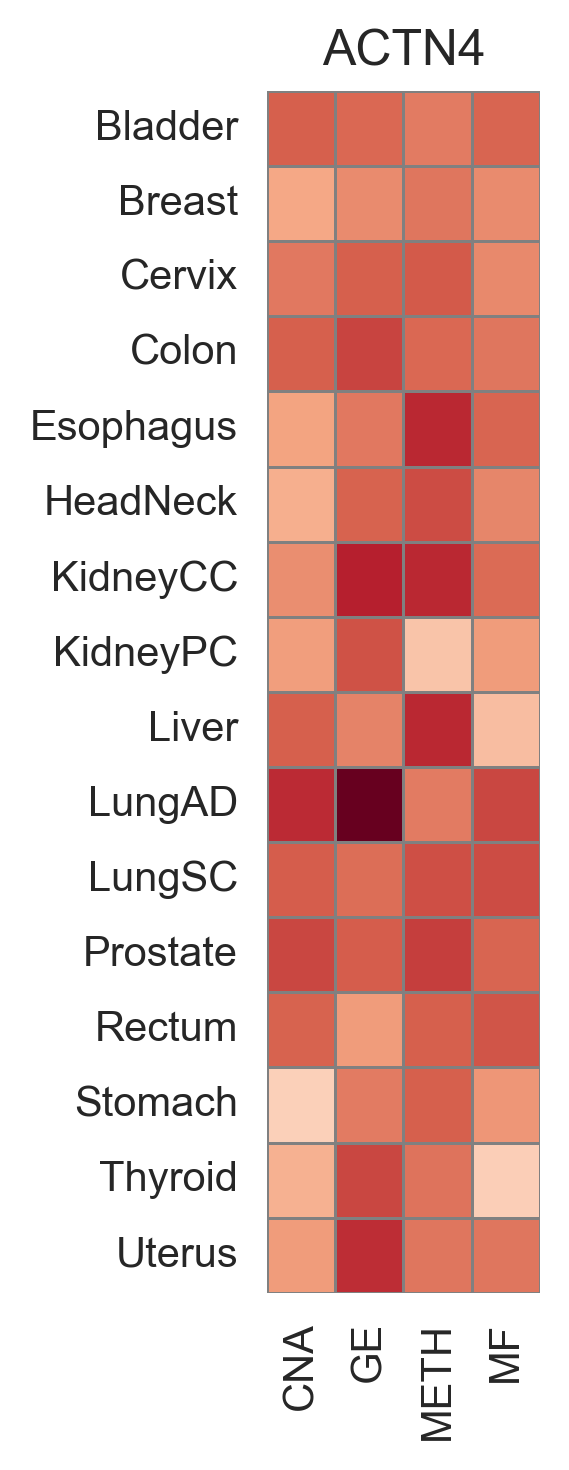 ACTN4
Bladder
Breast
Cervix
Colon
Esophagus
HeadNeck
KidneyCC
KidneyPC
Liver
LungAD
LungSC
Prostate
Rectum
Stomach
Thyroid
Uterus
CNA
GE
METH
MF